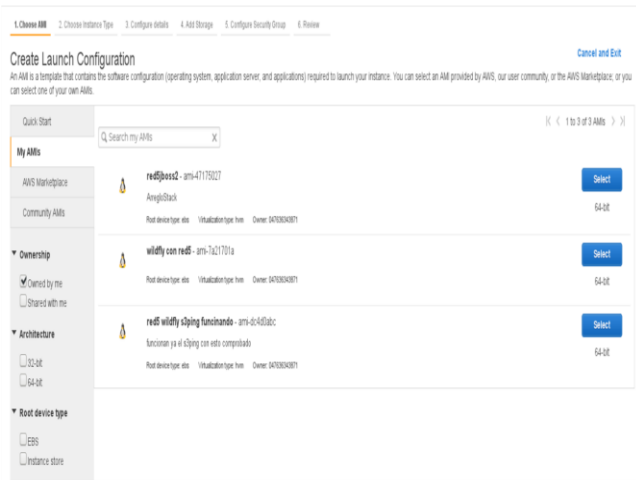 1. Choose AMI 2. Choose Instance Type 3. Configure details 4. Add Storage 5. Configure Security Group 6. Review
Create Launch Configuration
Cancel and Exit
An AMI is a template that contains the software configuration (operating system, application server, and applications) required to launch your instance. You can select an AMI provided by AWS, our user community, or the AWS Marketplace; or you
can select one of your own AMIs.
Quick Start
My AMIs
AWS Marketplace
Community AMIs
Ownership
Owned by me
Shared with me
Architecture
32-bit
64-bit
Root device type
EBS
Instance store
1 to 3 of 3 AMIs
Search my AMIs X
red5jboss2 - ami-47175027
AnegloStack
Root device type: ebs Virtualization type: hvm Owner:
Select
64-bit
wildfly con red5 - ami-7a21701a
Root device type: ebs Virtualization type: hvm Owner:
Select
64-bit
red5 wildfly s3ping funcinando - ami-dc4d0abc
funcionan ya el s3ping con esto comprobado
Root device type: ebs Virtualization type: hvm Owner:
Select
64-bit